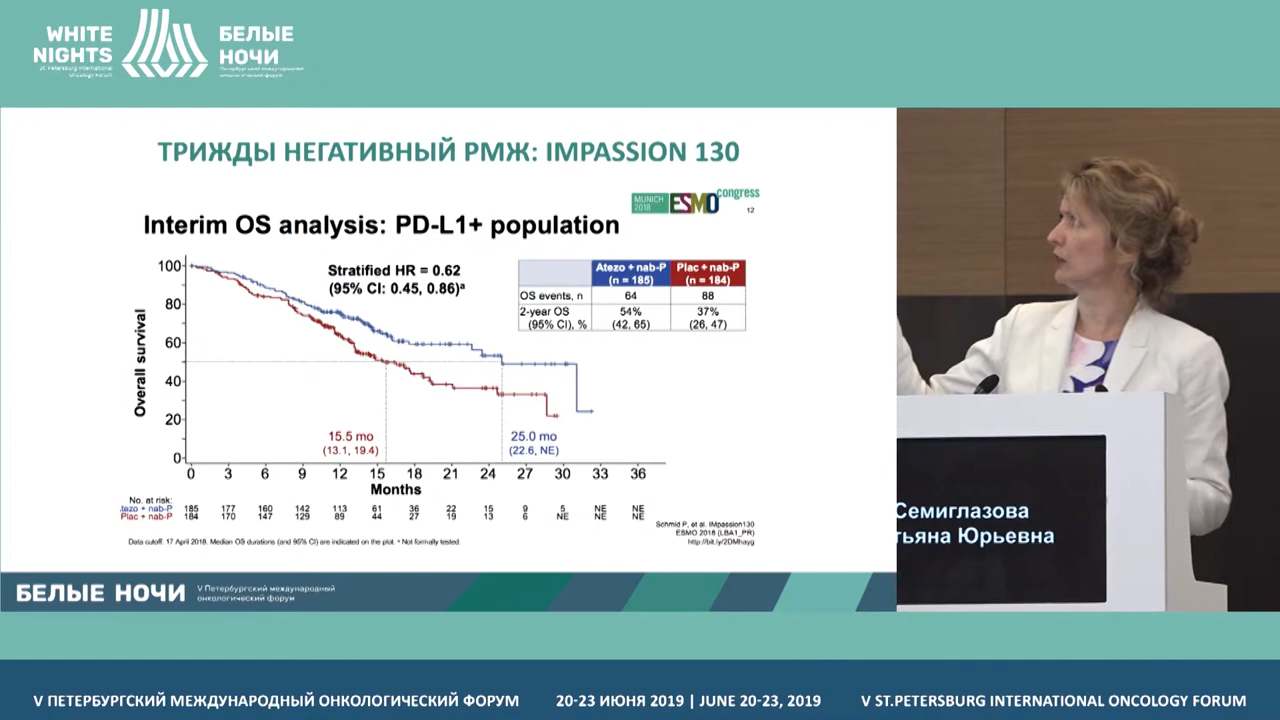 WHITE
NIGHTS
St. Petersburg International
Oncology Forum
БЕЛЫЕ
НОЧИ
Петербургский международный
онкологический форум
ТРИЖДЫ НЕГАТИВНЫЙ РМЖ: IMPASSION 130
MUNICH
2018
ESMO congress
12
Interim OS analysis: PD-L1+ population
Stratified HR = 0.62
(95% CI: 0.45, 0.86)ᵃ
Atezo + nab-P Plac + nab-P
(n = 185) (n = 184)
OS events, n 64 88
2-year OS 54% 37%
(95% CI), % (42, 65) (26, 47)
Overall survival
100
80
60
40
20
0
15.5 mo 25.0 mo
(13.1, 19.4) (22.6, NE)
0 3 6 9 12 15 18 21 24 27 30 33 36
Months
No. at risk:
tezo + nab-P 185 177 160 142 113 61 36 22 15 9 5 NE NE
Plac + nab-P 184 170 147 129 89 44 27 19 13 6 NE NE NE
Schmid P, et al. IMpassion130
ESMO 2018 (LBA1_PR)
http://bit.ly/2DMhayg
Data cutoff: 17 April 2018. Median OS durations (and 95% CI) are indicated on the plot. ᵃ Not formally tested.
Семиглазова
тьяна Юрьевна
БЕЛЫЕ НОЧИ
V Петербургский международный
онкологический форум
V ПЕТЕРБУРГСКИЙ МЕЖДУНАРОДНЫЙ ОНКОЛОГИЧЕСКИЙ ФОРУМ 20-23 ИЮНЯ 2019 | JUNE 20-23, 2019 V ST.PETERSBURG INTERNATIONAL ONCOLOGY FORUM